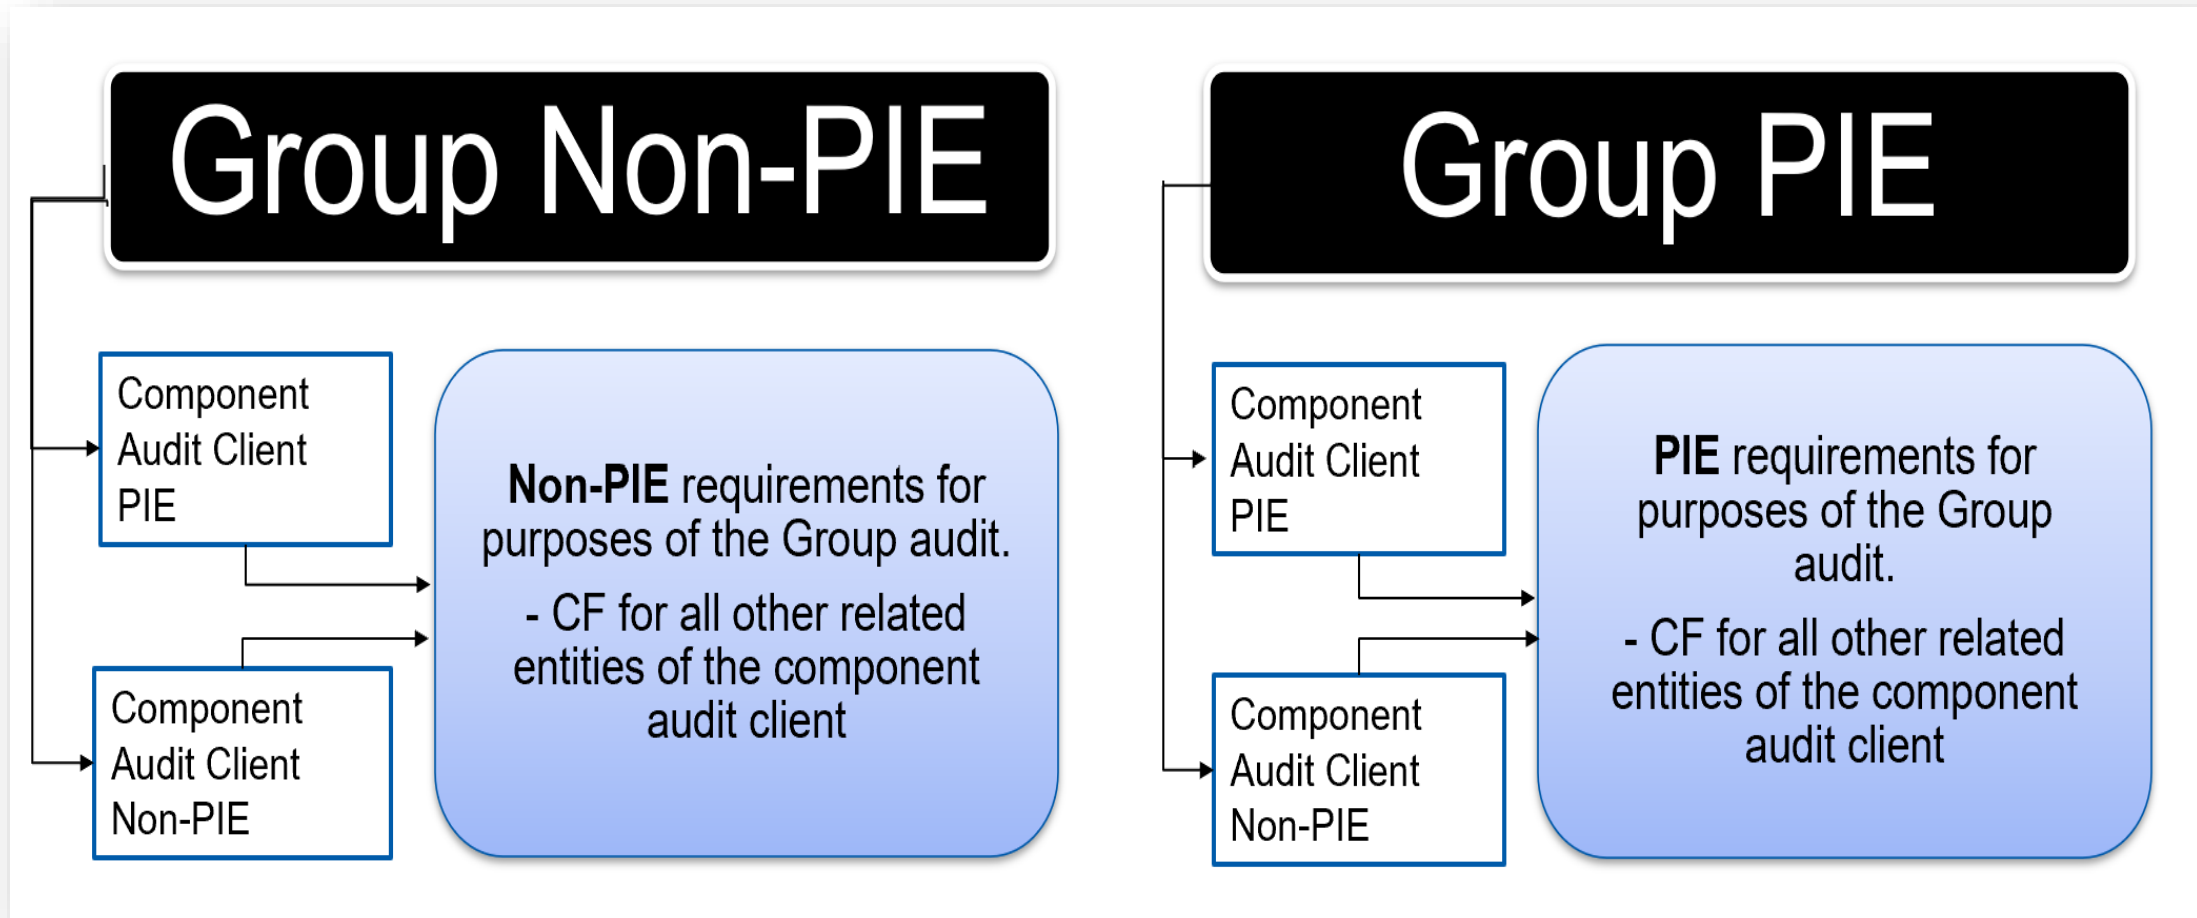 Group Non-PIE
Component
Audit Client
PIE
Non-PIE requirements for
purposes of the Group audit.
- CF for all other related
entities of the component
audit client
Component
Audit Client
Non-PIE
Group PIE
Component
Audit Client
PIE
PIE requirements for
purposes of the Group
audit.
- CF for all other related
entities of the component
audit client
Component
Audit Client
Non-PIE